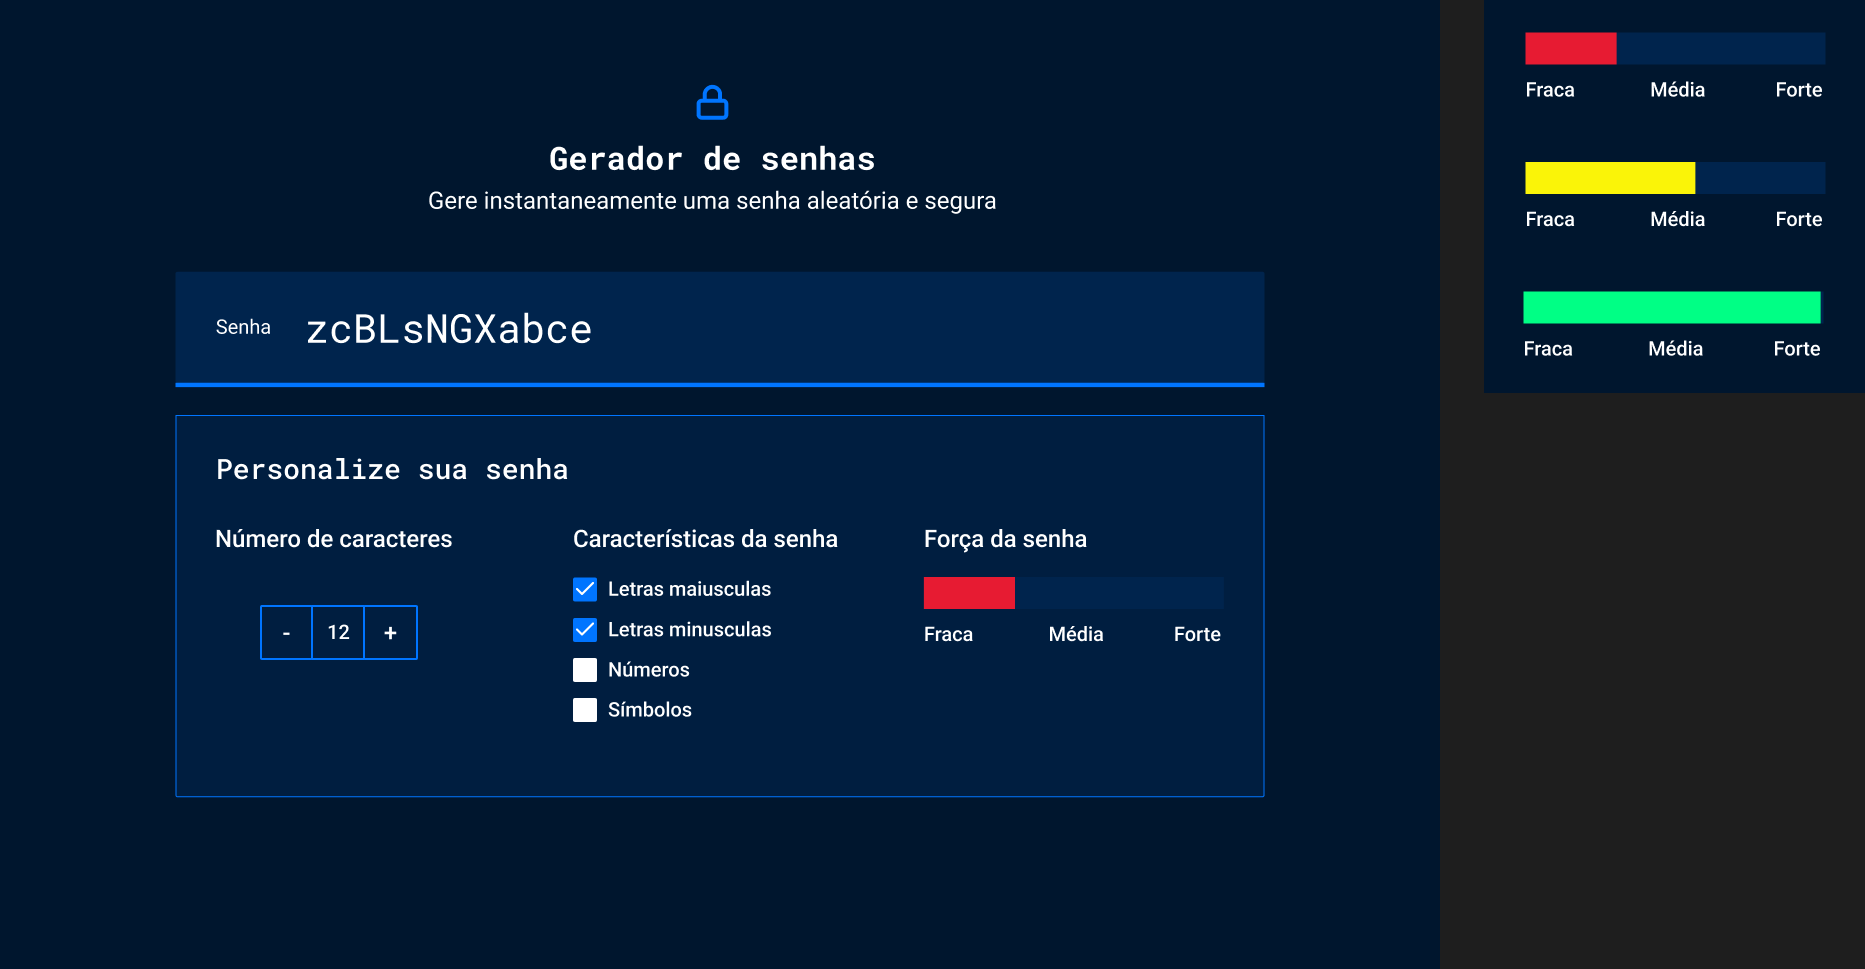 Gerador de senhas
Gere instantaneamente uma senha aleatória e segura
Senha zcBLsNGXabce
Personalize sua senha
Número de caracteres
- 12 +
Características da senha
Letras maiusculas
Letras minusculas
Números
Símbolos
Força da senha
Fraca Média Forte
Fraca Média Forte
Fraca Média Forte
Fraca Média Forte